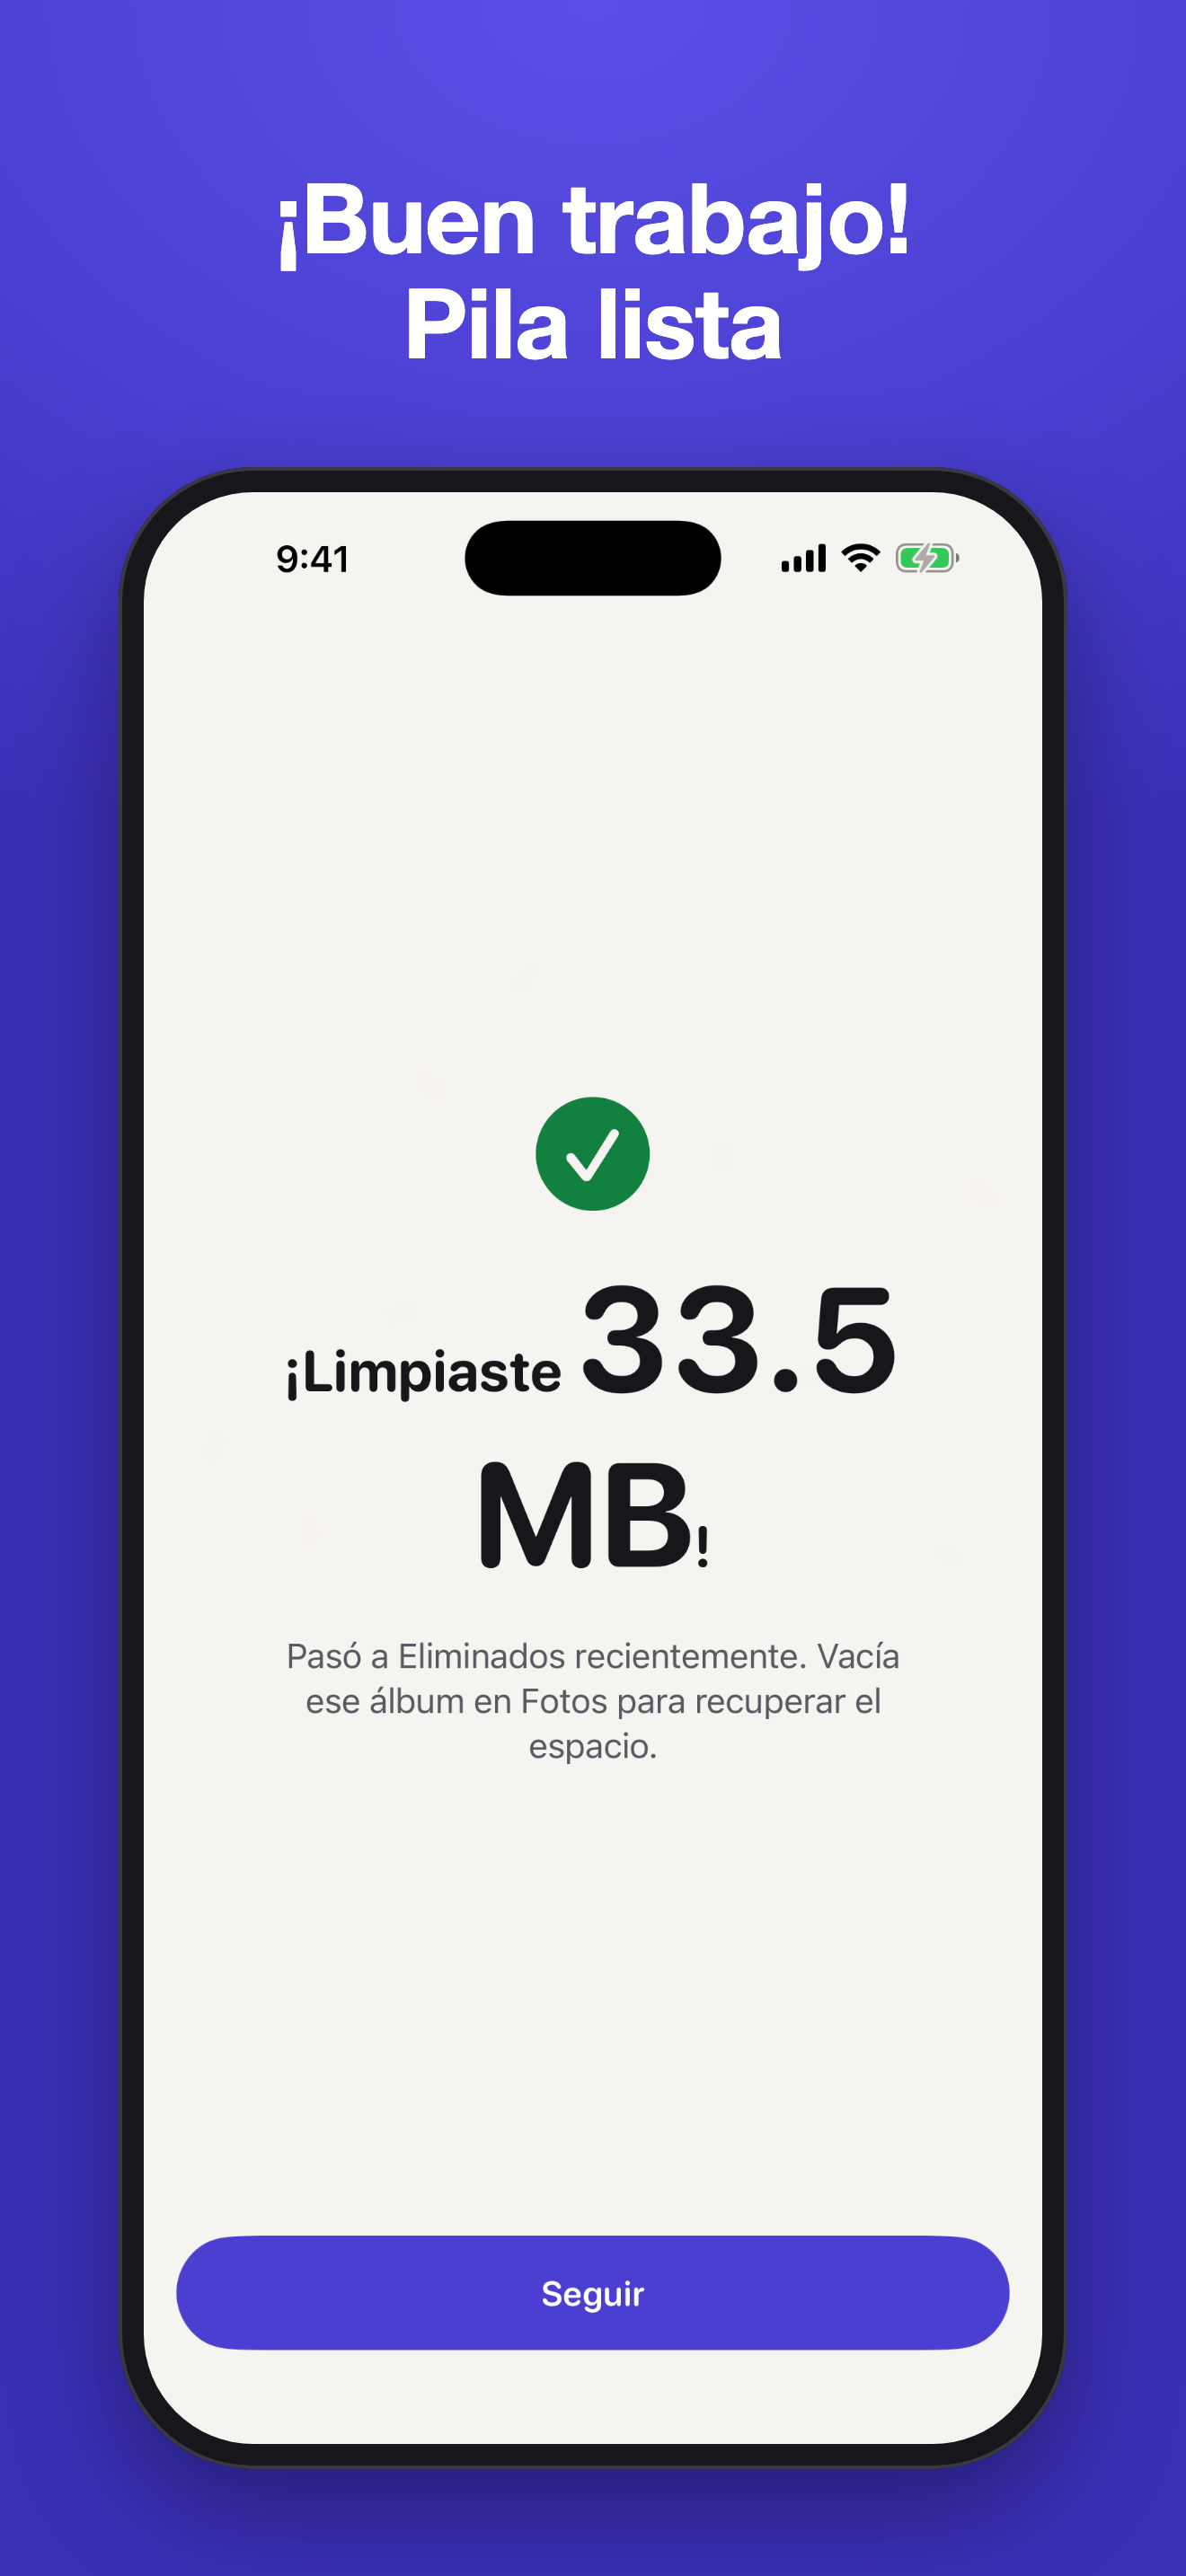 ¡Buen trabajo!
Pila lista
9:41
¡Limpiaste 33.5
MB!
Pasó a Eliminados recientemente. Vacía
ese álbum en Fotos para recuperar el
espacio.
Seguir